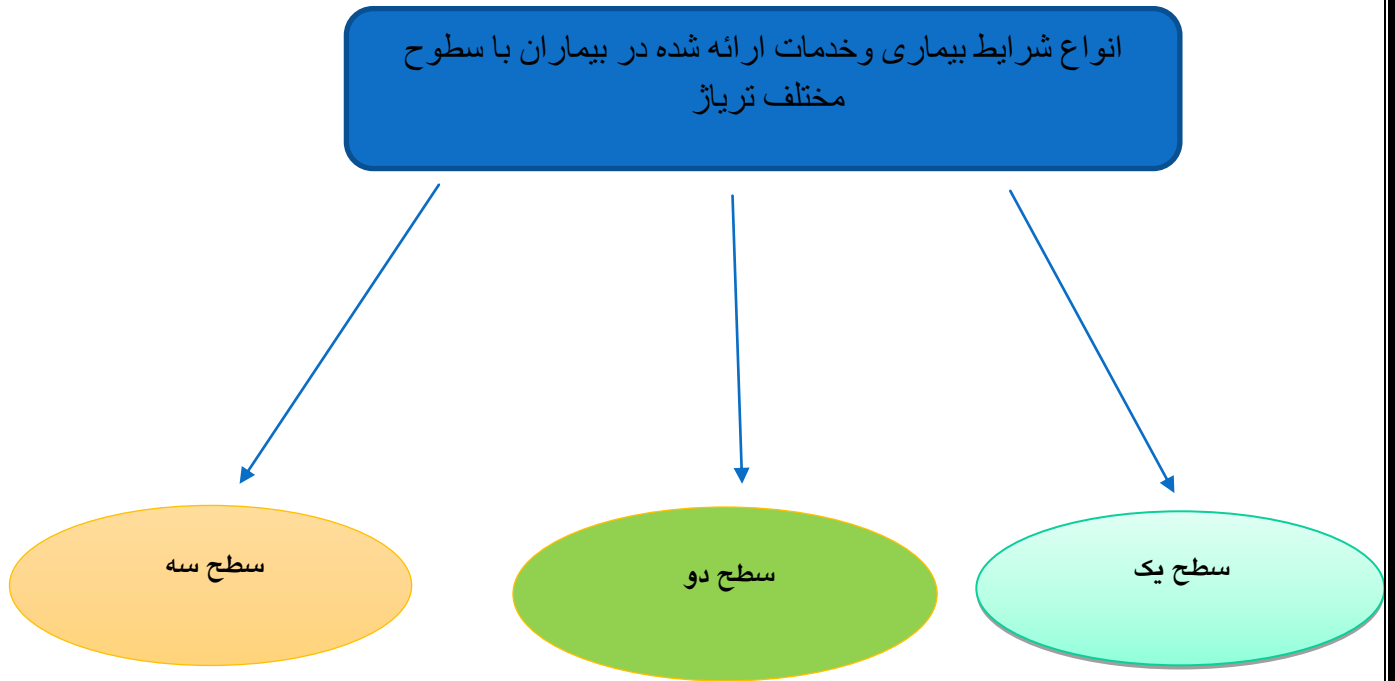 انواع شرایط بیماری وخدمات ارائه شده در بیماران با سطوح
مختلف تریاژ
سطح یک
سطح دو
سطح سه